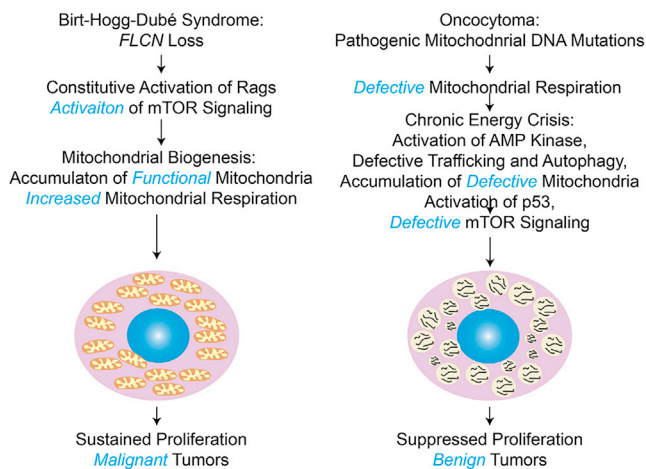 Birt-Hogg-Dubé Syndrome:
FLCN Loss
Constitutive Activation of Rags
Activaiton of mTOR Signaling
Mitochondrial Biogenesis:
Accumulaton of Functional Mitochondria
Increased Mitochondrial Respiration
Sustained Proliferation
Malignant Tumors
Oncocytoma:
Pathogenic Mitochodnrial DNA Mutations
Defective Mitochondrial Respiration
Chronic Energy Crisis:
Activation of AMP Kinase,
Defective Trafficking and Autophagy,
Accumulation of Defective Mitochondria
Activation of p53,
Defective mTOR Signaling
Suppressed Proliferation
Benign Tumors